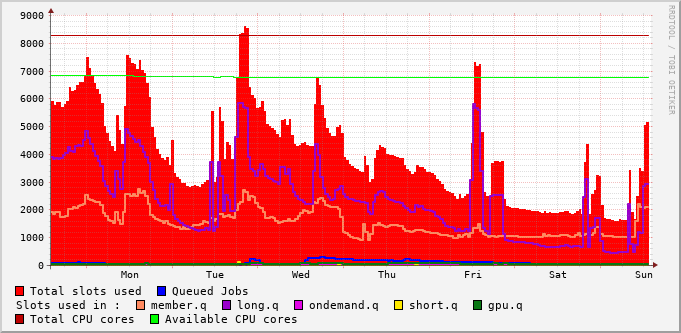 9000
8000
7000
6000
5000
4000
3000
2000
1000
0
Mon Tue Wed Thu Fri Sat Sun
RRDTOOL / TOBI OETIKER
Total slots used Queued Jobs
Slots used in : member.q long.q ondemand.q short.q gpu.q
Total CPU cores Available CPU cores